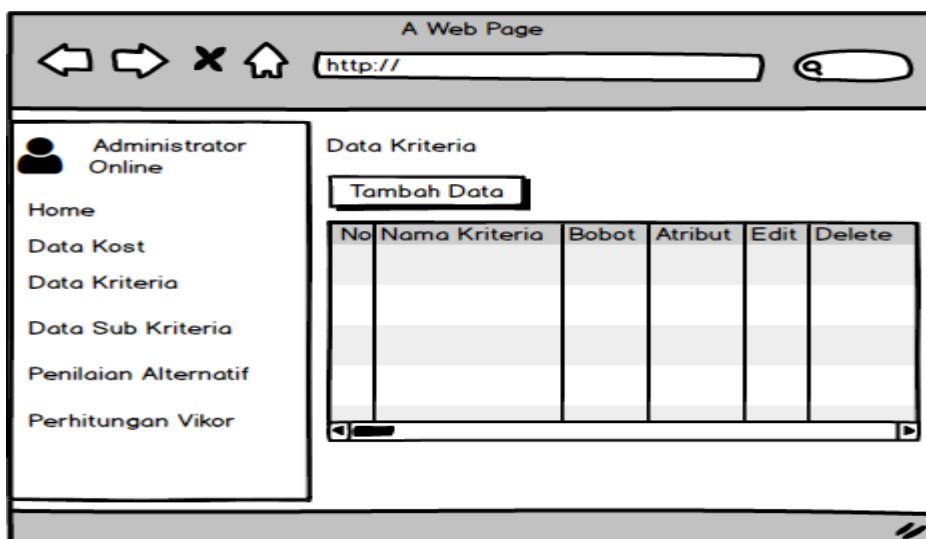 A Web Page
http://
Administrator
Online
Home
Data Kost
Data Kriteria
Data Sub Kriteria
Penilaian Alternatif
Perhitungan Vikor
Data Kriteria
Tambah Data
No Nama Kriteria Bobot Atribut Edit Delete